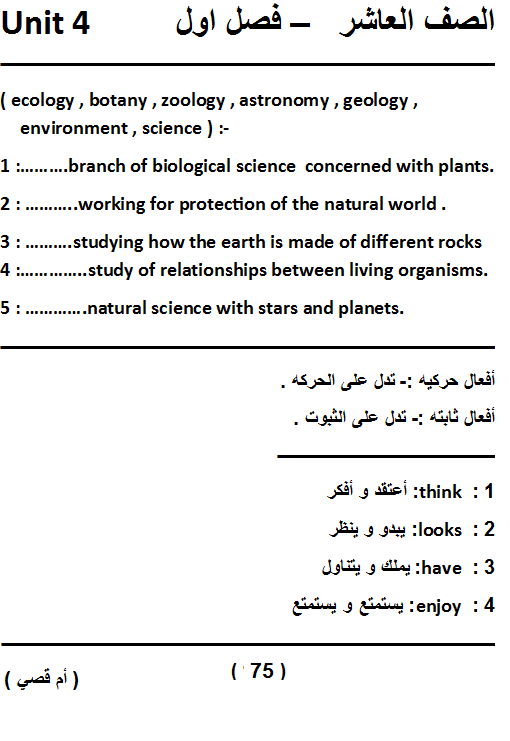 Unit 4 الصف العاشر – فصل اول
( ecology , botany , zoology , astronomy , geology ,
environment , science ) :-
1 :……….branch of biological science concerned with plants.
2 : ………..working for protection of the natural world .
3 : ……….studying how the earth is made of different rocks
4 :…………..study of relationships between living organisms.
5 : ………….natural science with stars and planets.
أفعال حركيه :- تدل على الحركه .
أفعال ثابته :- تدل على الثبوت .
1 : think: أعتقد و أفكر
2 : looks: يبدو و ينظر
3 : have: يملك و يتناول
4 : enjoy: يستمتع و يستمتع
( 75 )
( أم قصي )